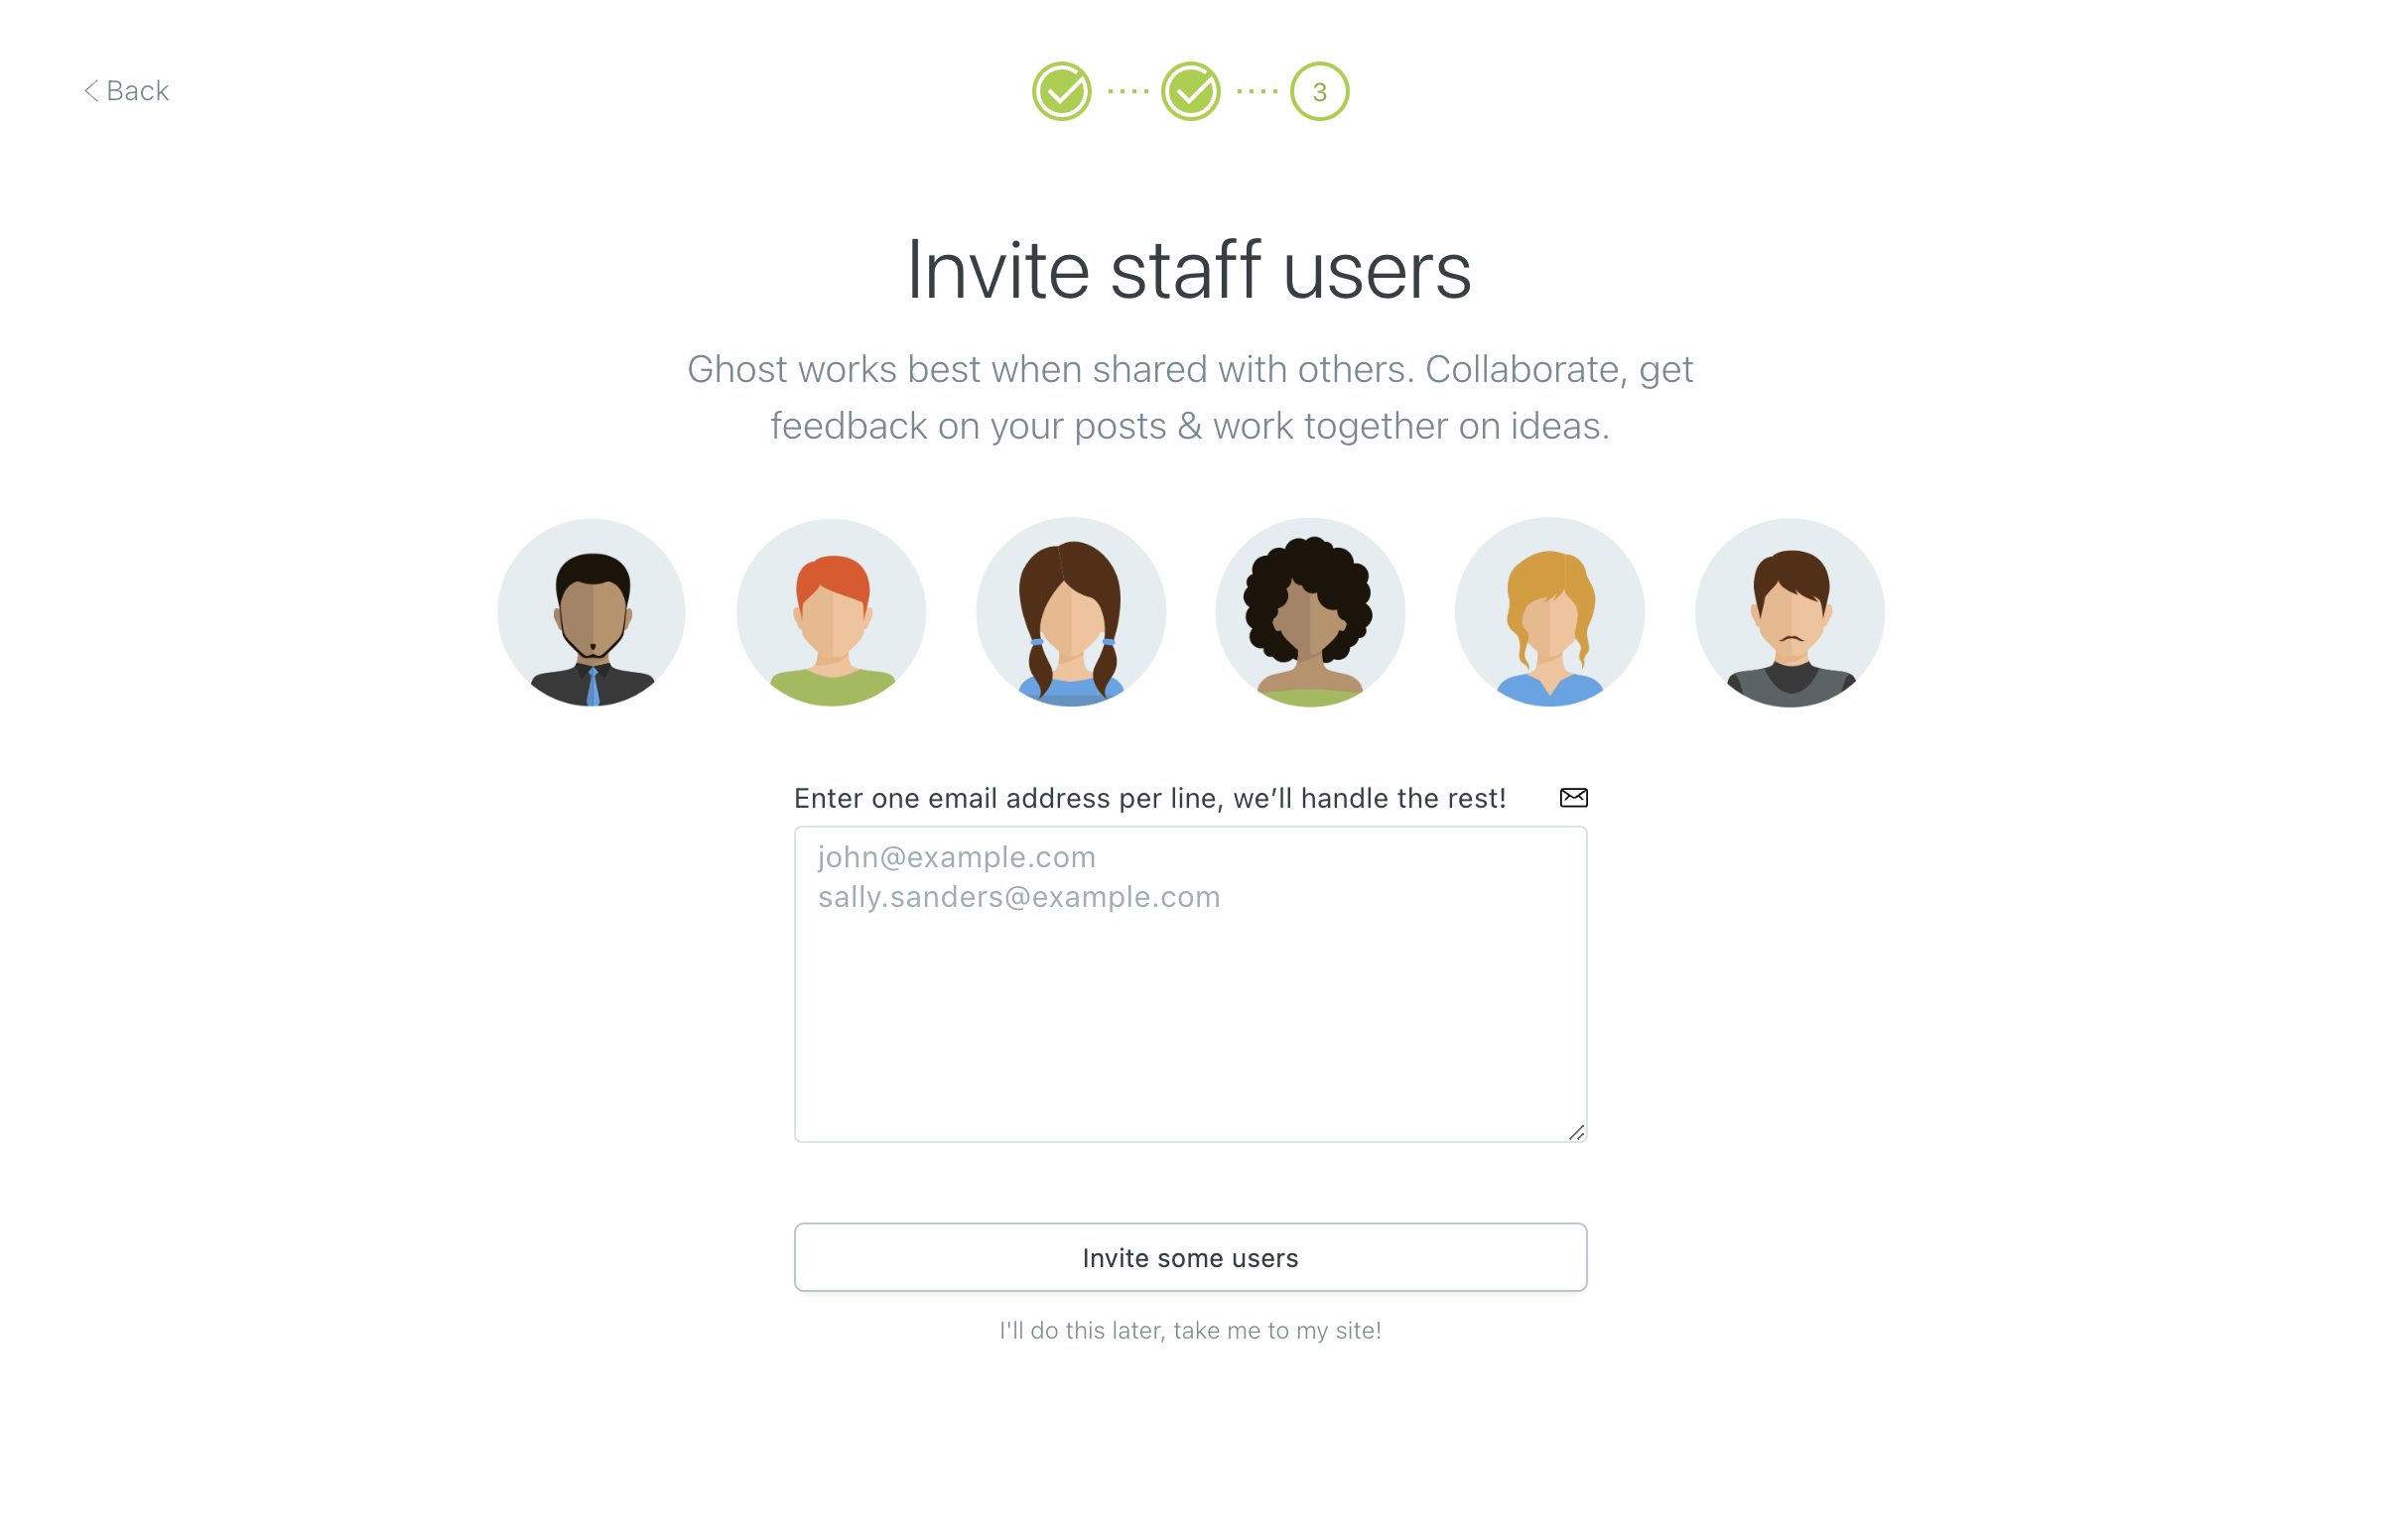 Back
3
Invite staff users
Ghost works best when shared with others. Collaborate, get
feedback on your posts & work together on ideas.
Enter one email address per line, we’ll handle the rest!
john@example.com
sally.sanders@example.com
Invite some users
I'll do this later, take me to my site!